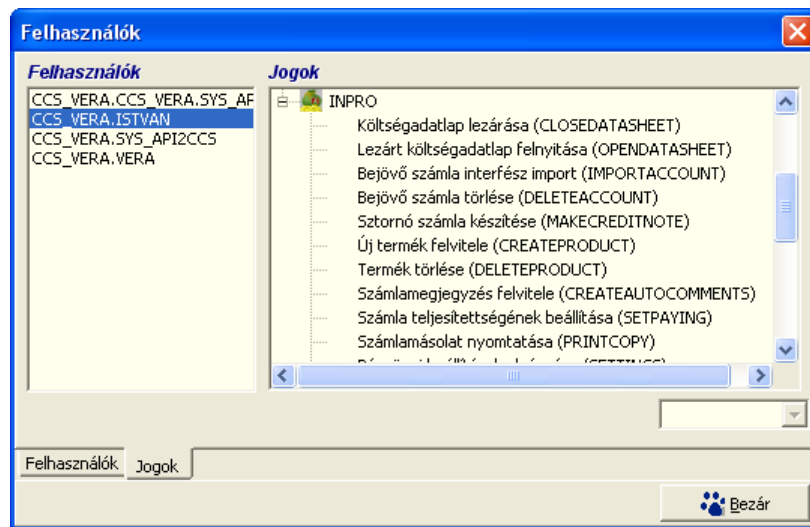 Felhasználók
Felhasználók
Jogok
CCS_VERA.CCS_VERA.SYS_AF
CCS_VERA.ISTVAN
CCS_VERA.SYS_API2CCS
CCS_VERA.VERA
INPRO
Költségadatlap lezárása (CLOSEDATASHEET)
Lezárt költségadatlap felnyitása (OPENDATASHEET)
Bejövő számla interfész import (IMPORTACCOUNT)
Bejövő számla törlése (DELETEACCOUNT)
Sztornó számla készítése (MAKECREDITNOTE)
Új termék felvitele (CREATEPRODUCT)
Termék törlése (DELETEPRODUCT)
Számlamegjegyzés felvitele (CREATEAUTOCOMMENTS)
Számla teljesítettségének beállítása (SETPAYING)
Számlamásolat nyomtatása (PRINTCOPY)
Felhasználók
Jogok
Bezár